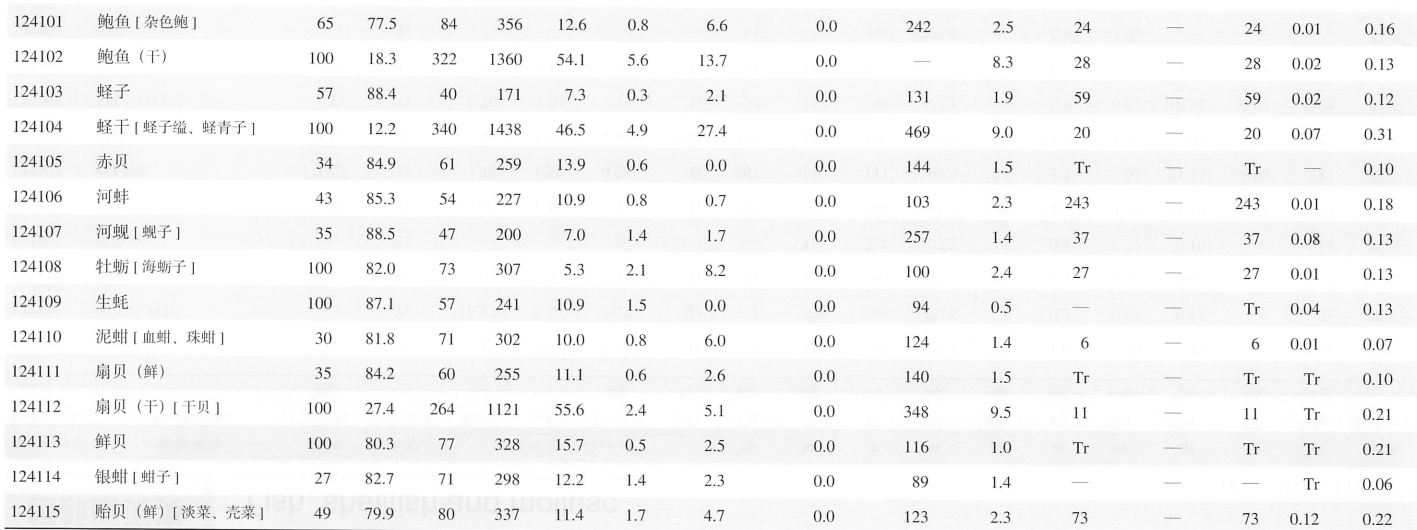 124101 鲍鱼[杂色鲍] 65 77.5 84 356 12.6 0.8 6.6 0.0 242 2.5 24 — 24 0.01 0.16
124102 鲍鱼（干） 100 18.3 322 1360 54.1 5.6 13.7 0.0 — 8.3 28 — 28 0.02 0.13
124103 蛏子 57 88.4 40 171 7.3 0.3 2.1 0.0 131 1.9 59 — 59 0.02 0.12
124104 蛏干[蛏子缢、蛏青子] 100 12.2 340 1438 46.5 4.9 27.4 0.0 469 9.0 20 — 20 0.07 0.31
124105 赤贝 34 84.9 61 259 13.9 0.6 0.0 0.0 144 1.5 Tr — Tr — 0.10
124106 河蚌 43 85.3 54 227 10.9 0.8 0.7 0.0 103 2.3 243 — 243 0.01 0.18
124107 河蚬[蚬子] 35 88.5 47 200 7.0 1.4 1.7 0.0 257 1.4 37 — 37 0.08 0.13
124108 牡蛎[海蛎子] 100 82.0 73 307 5.3 2.1 8.2 0.0 100 2.4 27 — 27 0.01 0.13
124109 生蚝 100 87.1 57 241 10.9 1.5 0.0 0.0 94 0.5 — — Tr 0.04 0.13
124110 泥蚶[血蚶、珠蚶] 30 81.8 71 302 10.0 0.8 6.0 0.0 124 1.4 6 — 6 0.01 0.07
124111 扇贝（鲜） 35 84.2 60 255 11.1 0.6 2.6 0.0 140 1.5 Tr — Tr Tr 0.10
124112 扇贝（干）[干贝] 100 27.4 264 1121 55.6 2.4 5.1 0.0 348 9.5 11 — 11 Tr 0.21
124113 鲜贝 100 80.3 77 328 15.7 0.5 2.5 0.0 116 1.0 Tr — Tr Tr 0.21
124114 银蚶[蚶子] 27 82.7 71 298 12.2 1.4 2.3 0.0 89 1.4 — — — Tr 0.06
124115 贻贝（鲜）[淡菜、壳菜] 49 79.9 80 337 11.4 1.7 4.7 0.0 123 2.3 73 — 73 0.12 0.22